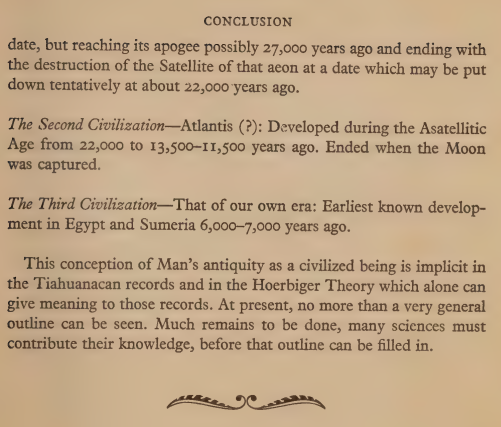 CONCLUSION
date, but reaching its apogee possibly 27,000 years ago and ending with
the destruction of the Satellite of that aeon at a date which may be put
down tentatively at about 22,000 years ago.
The Second Civilization—Atlantis (?): Developed during the Asatellitic
Age from 22,000 to 13,500–11,500 years ago. Ended when the Moon
was captured.
The Third Civilization—That of our own era: Earliest known develop-
ment in Egypt and Sumeria 6,000–7,000 years ago.
This conception of Man's antiquity as a civilized being is implicit in
the Tiahuanacan records and in the Hoerbiger Theory which alone can
give meaning to those records. At present, no more than a very general
outline can be seen. Much remains to be done, many sciences must
contribute their knowledge, before that outline can be filled in.